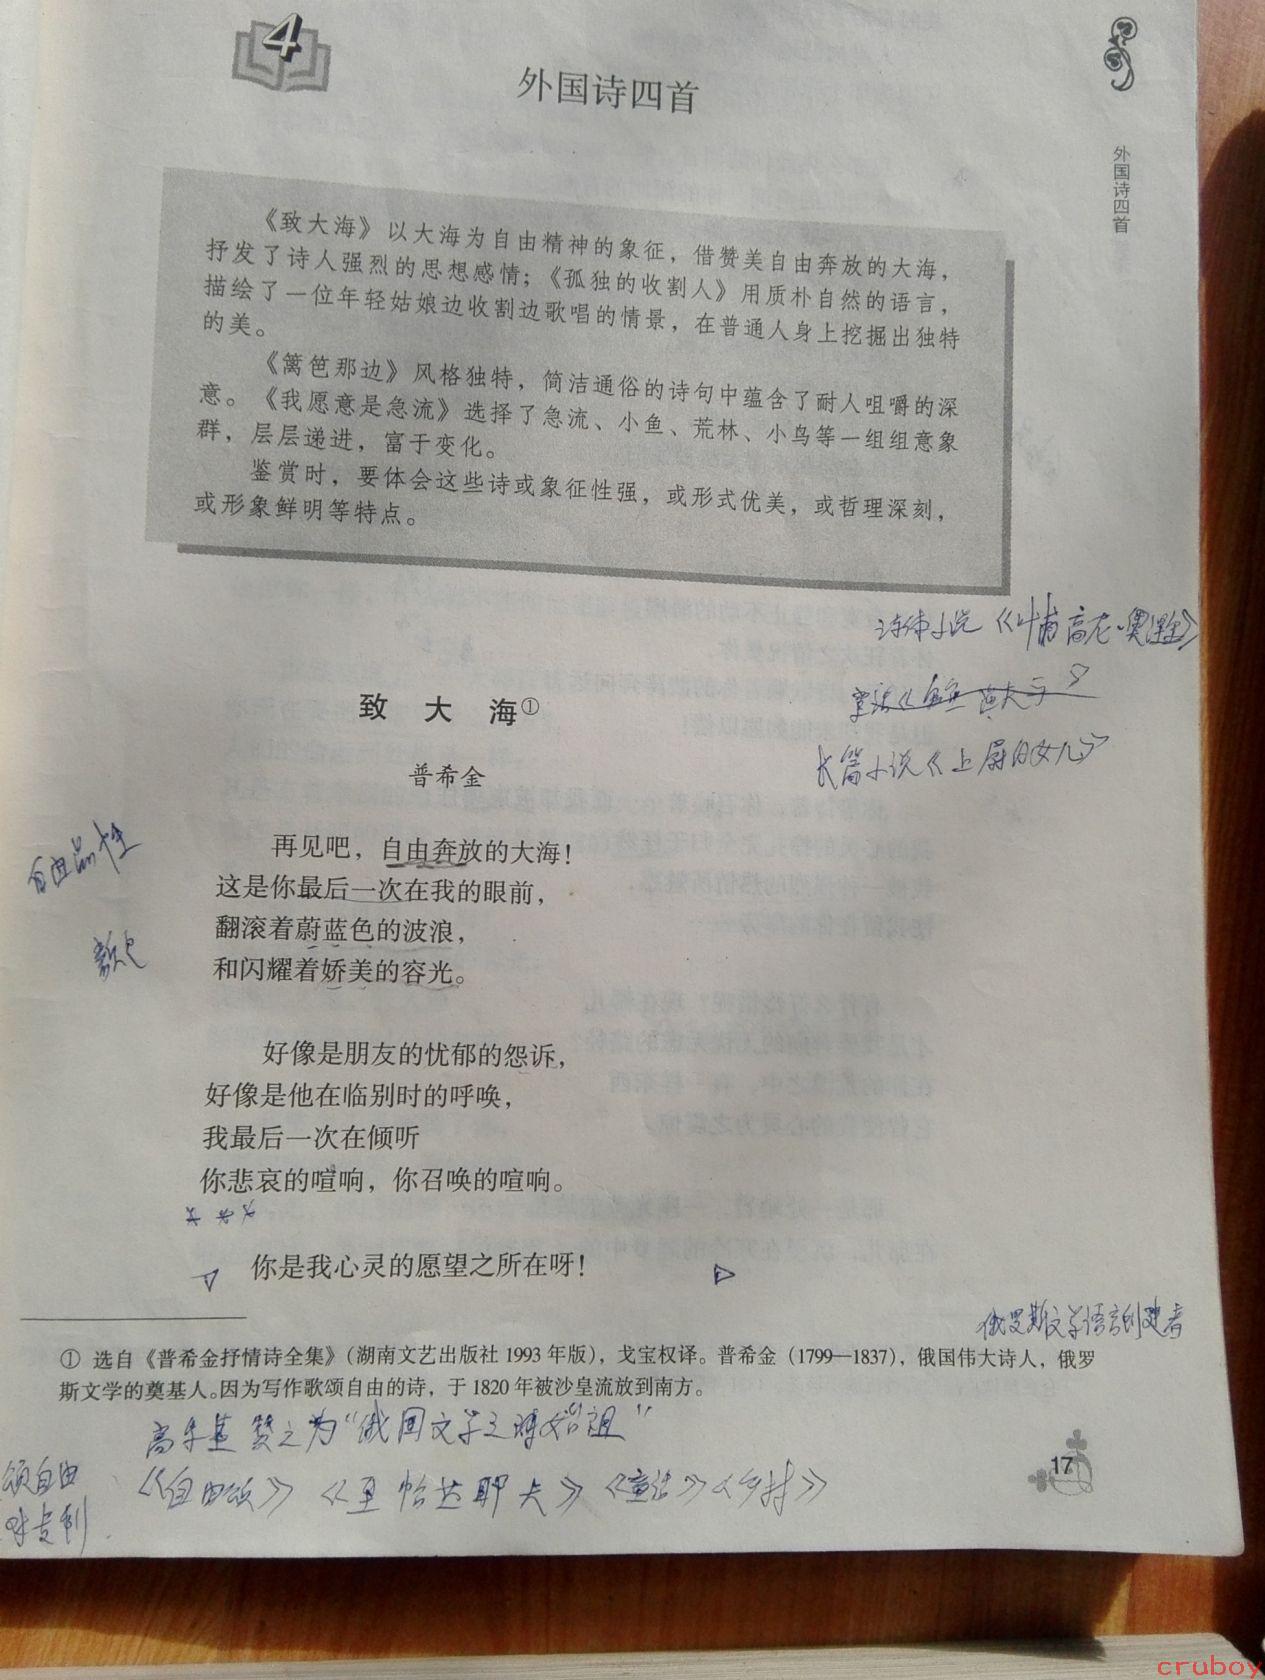 4
外国诗四首
外国诗四首
《致大海》以大海为自由精神的象征，借赞美自由奔放的大海，
抒发了诗人强烈的思想感情；《孤独的收割人》用质朴自然的语言，
描绘了一位年轻姑娘边收割边歌唱的情景，在普通人身上挖掘出独特
的美。
《篱笆那边》风格独特，简洁通俗的诗句中蕴含了耐人咀嚼的深
意。《我愿意是急流》选择了急流、小鱼、荒林、小鸟等一组组意象
群，层层递进，富于变化。
鉴赏时，要体会这些诗或象征性强，或形式优美，或哲理深刻，
或形象鲜明等特点。
诗体小说《叶甫高尼·奥涅金》
长篇小说《上尉的女儿》
致大海①
普希金
自由品性
再见吧，自由奔放的大海！
这是你最后一次在我的眼前，
翻滚着蔚蓝色的波浪，
和闪耀着娇美的容光。
好像是朋友的忧郁的怨诉，
好像是他在临别时的呼唤，
我最后一次在倾听
你悲哀的喧响，你召唤的喧响。
你是我心灵的愿望之所在呀！
俄罗斯文学语言创建者
① 选自《普希金抒情诗全集》（湖南文艺出版社1993年版），戈宝权译。普希金（1799—1837），俄国伟大诗人，俄罗
斯文学的奠基人。因为写作歌颂自由的诗，于1820年被沙皇流放到南方。
高尔基赞之为“俄国文学之始祖”
《自由颂》《致恰达耶夫》《童话》《乡村》
颂自由
17
cruboy